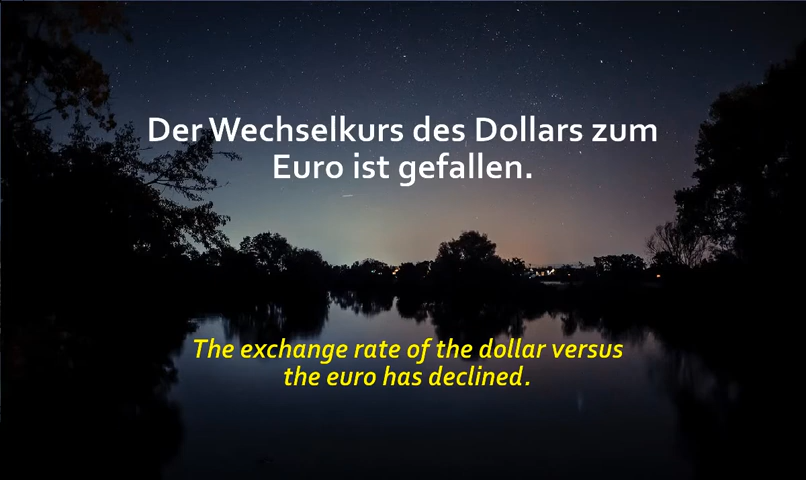 Der Wechselkurs des Dollars zum
Euro ist gefallen.
The exchange rate of the dollar versus
the euro has declined.